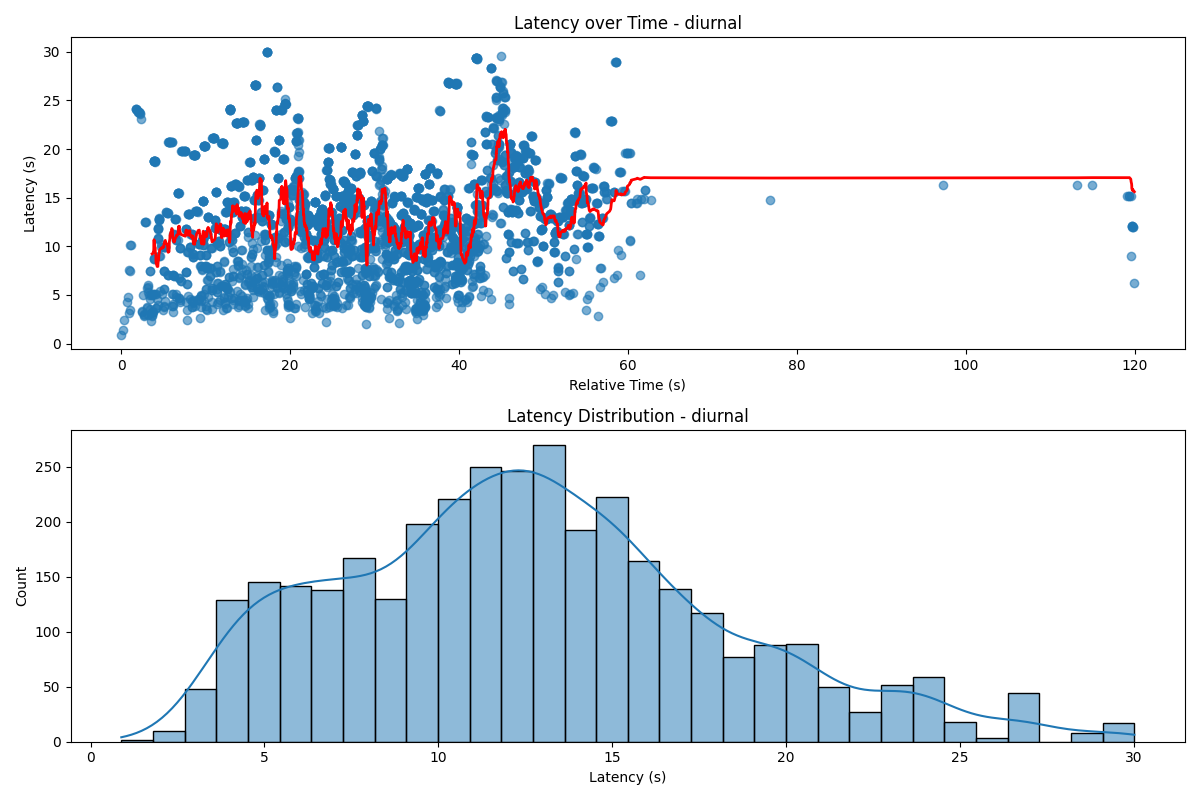 Latency over Time - diurnal
30
25
20
15
10
5
0
Latency (s)
0 20 40 60 80 100 120
Relative Time (s)
Latency Distribution - diurnal
250
200
150
100
50
0
Count
0 5 10 15 20 25 30
Latency (s)